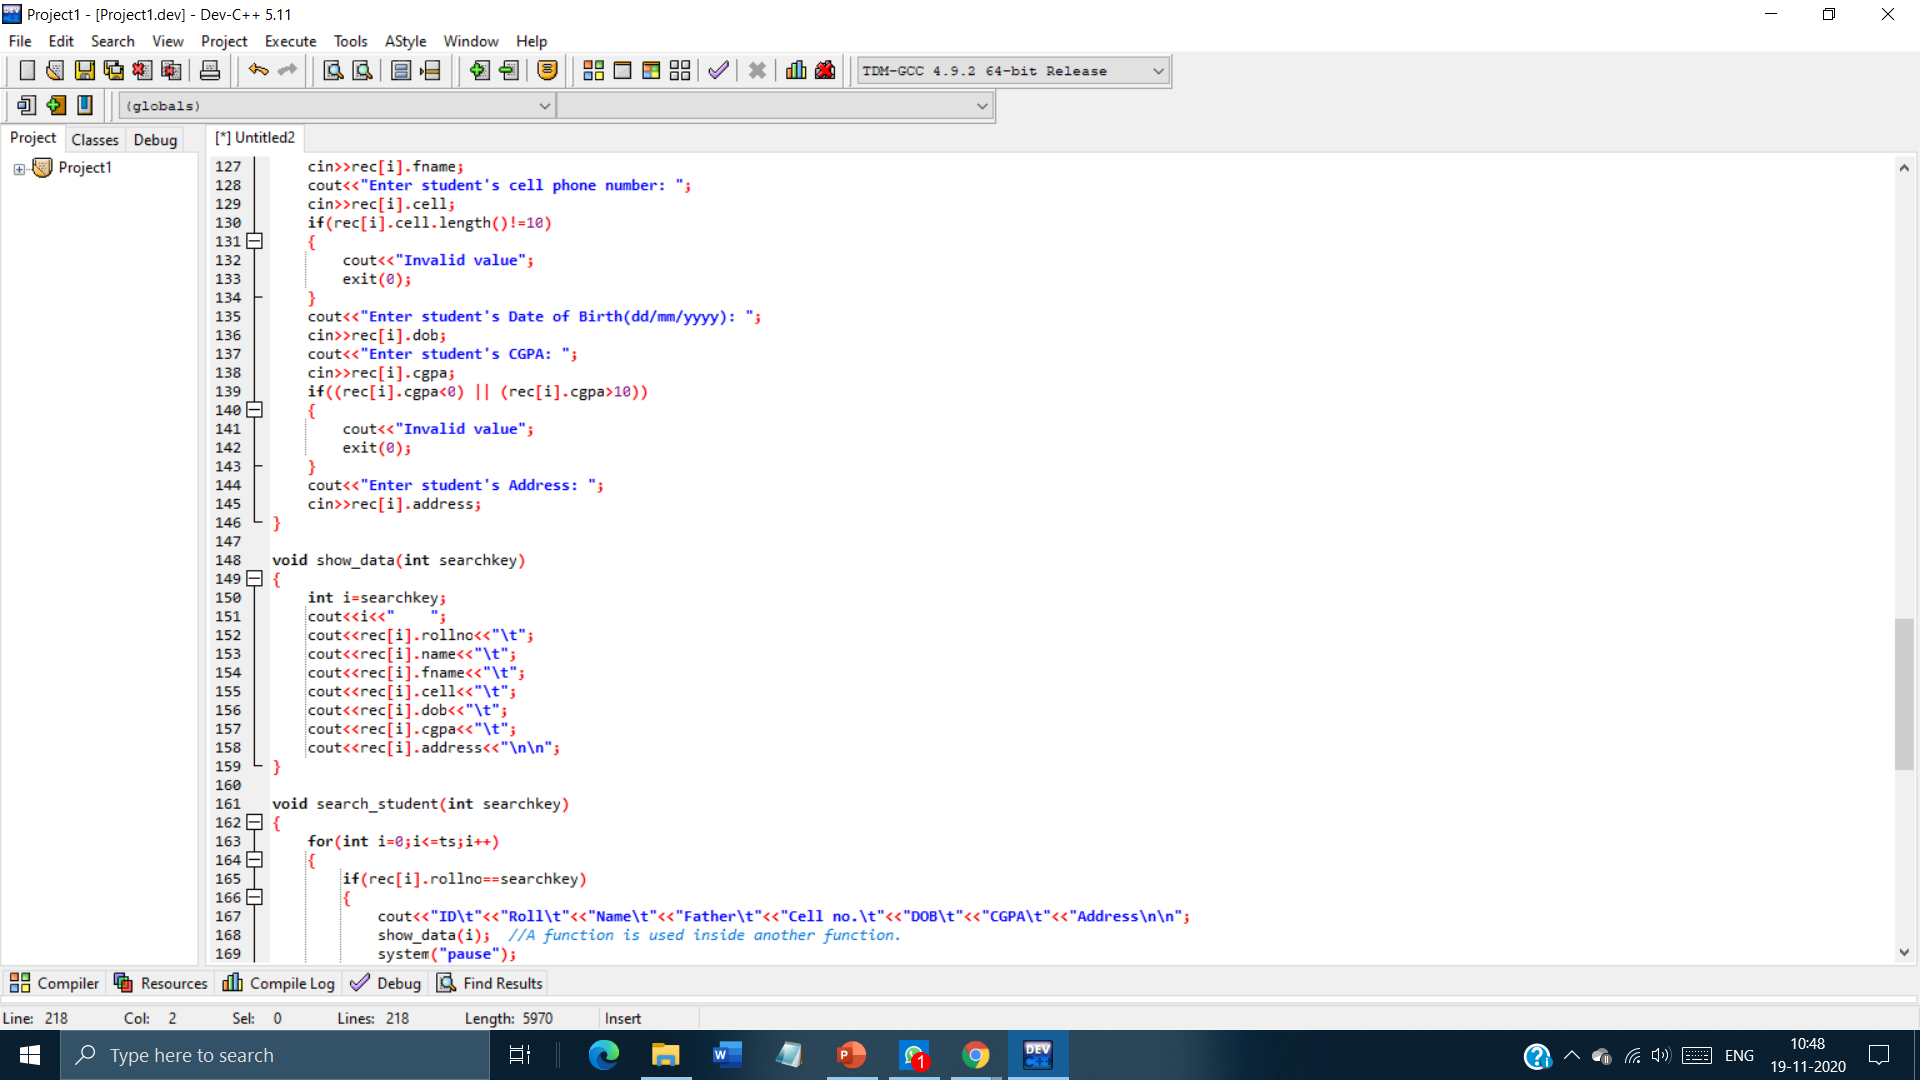 Project1 - [Project1.dev] - Dev-C++ 5.11
File Edit Search View Project Execute Tools AStyle Window Help
TDM-GCC 4.9.2 64-bit Release
(globals)
Project Classes Debug [*] Untitled2
Project1
127 cin>>rec[i].fname;
128 cout<<"Enter student's cell phone number: ";
129 cin>>rec[i].cell;
130 if(rec[i].cell.length()!=10)
131 {
132 cout<<"Invalid value";
133 exit(0);
134 }
135 cout<<"Enter student's Date of Birth(dd/mm/yyyy): ";
136 cin>>rec[i].dob;
137 cout<<"Enter student's CGPA: ";
138 cin>>rec[i].cgpa;
139 if((rec[i].cgpa<0) || (rec[i].cgpa>10))
140 {
141 cout<<"Invalid value";
142 exit(0);
143 }
144 cout<<"Enter student's Address: ";
145 cin>>rec[i].address;
146 }
147
148 void show_data(int searchkey)
149 {
150 int i=searchkey;
151 cout<<i<<"    ";
152 cout<<rec[i].rollno<<"\t";
153 cout<<rec[i].name<<"\t";
154 cout<<rec[i].fname<<"\t";
155 cout<<rec[i].cell<<"\t";
156 cout<<rec[i].dob<<"\t";
157 cout<<rec[i].cgpa<<"\t";
158 cout<<rec[i].address<<"\n\n";
159 }
160
161 void search_student(int searchkey)
162 {
163 for(int i=0;i<=ts;i++)
164 {
165 if(rec[i].rollno==searchkey)
166 {
167 cout<<"ID\t"<<"Roll\t"<<"Name\t"<<"Father\t"<<"Cell no.\t"<<"DOB\t"<<"CGPA\t"<<"Address\n\n";
168 show_data(i);  //A function is used inside another function.
169 system("pause");
Compiler Resources Compile Log Debug Find Results
Line: 218 Col: 2 Sel: 0 Lines: 218 Length: 5970 Insert
Type here to search
DEV C++
1
ENG
10:48
19-11-2020